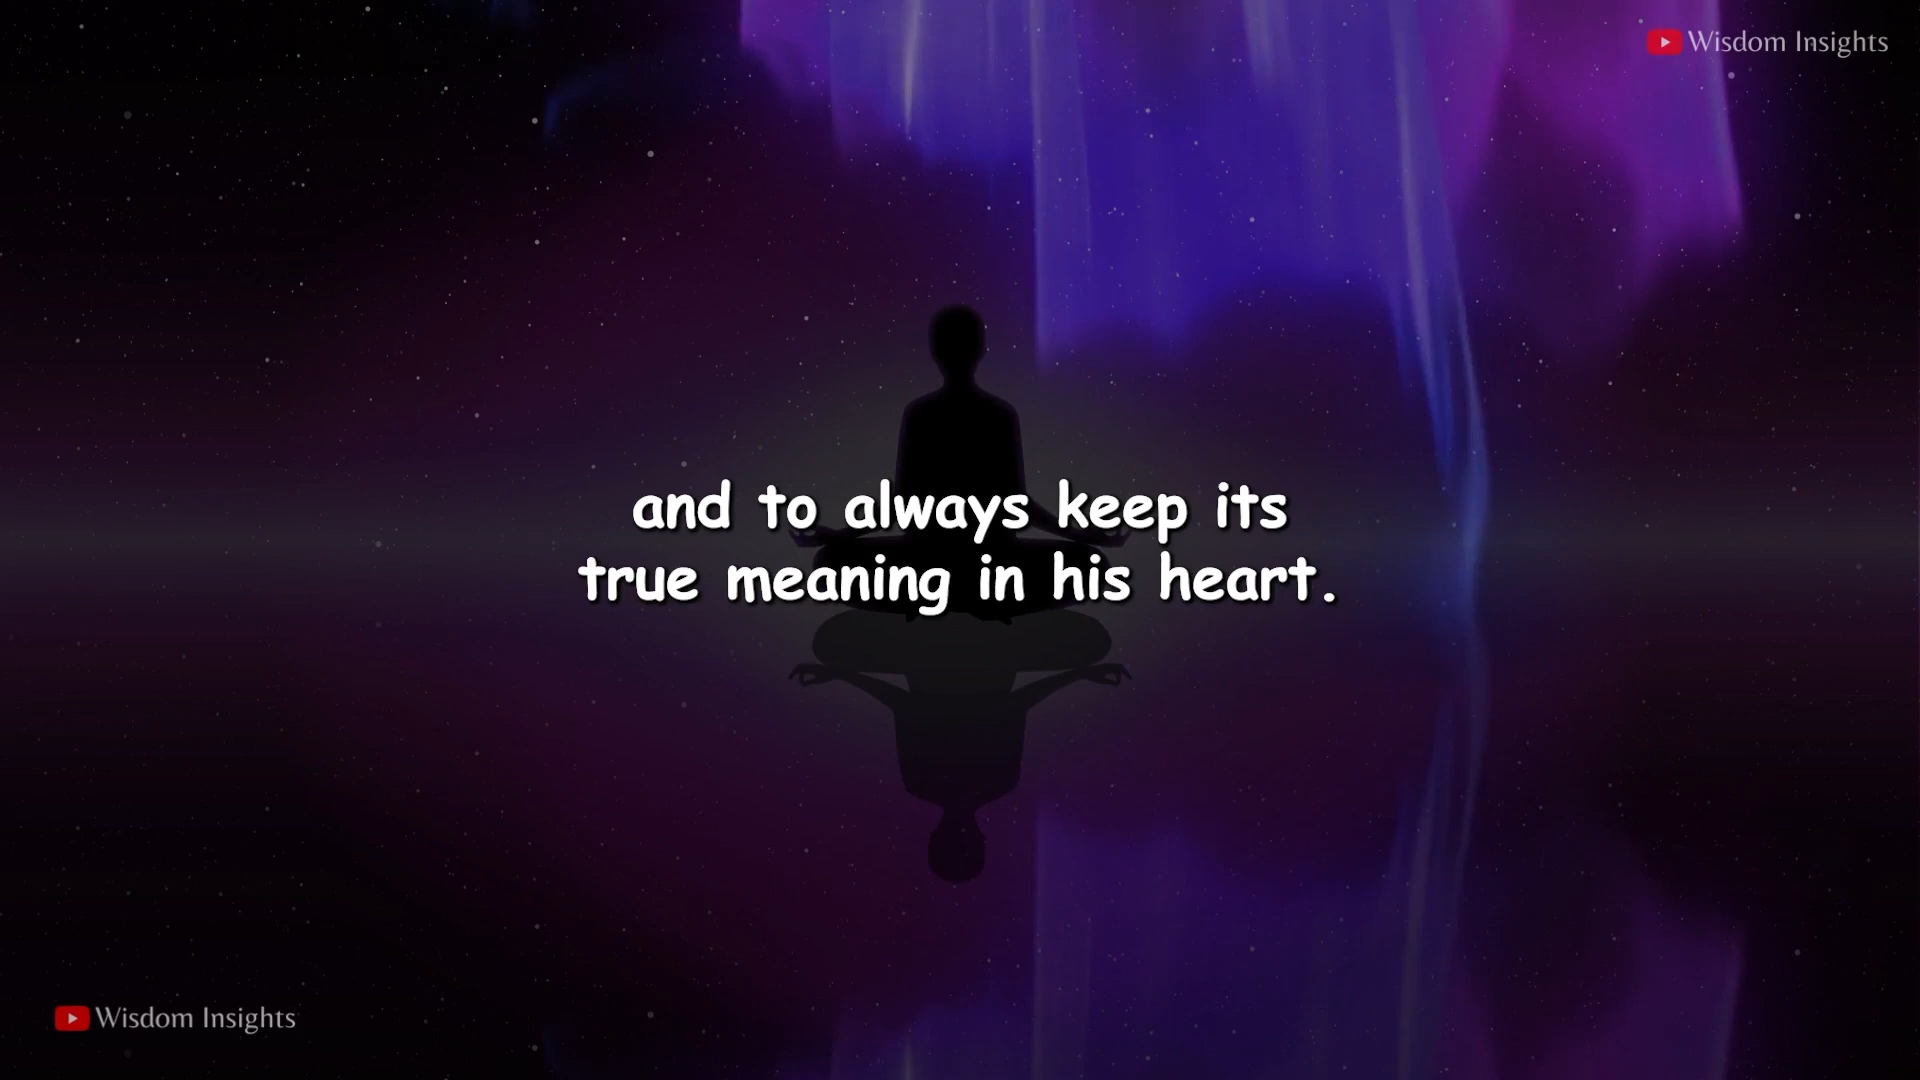 Wisdom Insights
and to always keep its
true meaning in his heart.
Wisdom Insights